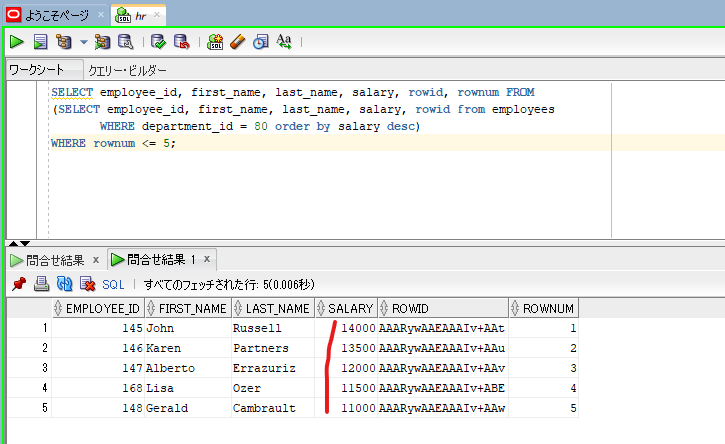 ようこそページ × hr ×
ワークシート クエリー・ビルダー
SELECT employee_id, first_name, last_name, salary, rowid, rownum FROM
(SELECT employee_id, first_name, last_name, salary, rowid from employees
WHERE department_id = 80 order by salary desc)
WHERE rownum <= 5;
問合せ結果 × 問合せ結果 1 ×
SQL | すべてのフェッチされた行: 5(0.006秒)
EMPLOYEE_ID FIRST_NAME LAST_NAME SALARY ROWID ROWNUM
1 145 John Russell 14000 AAARywAAEAAAIv+AAt 1
2 146 Karen Partners 13500 AAARywAAEAAAIv+AAu 2
3 147 Alberto Errazuriz 12000 AAARywAAEAAAIv+AAv 3
4 168 Lisa Ozer 11500 AAARywAAEAAAIv+ABE 4
5 148 Gerald Cambrault 11000 AAARywAAEAAAIv+AAw 5